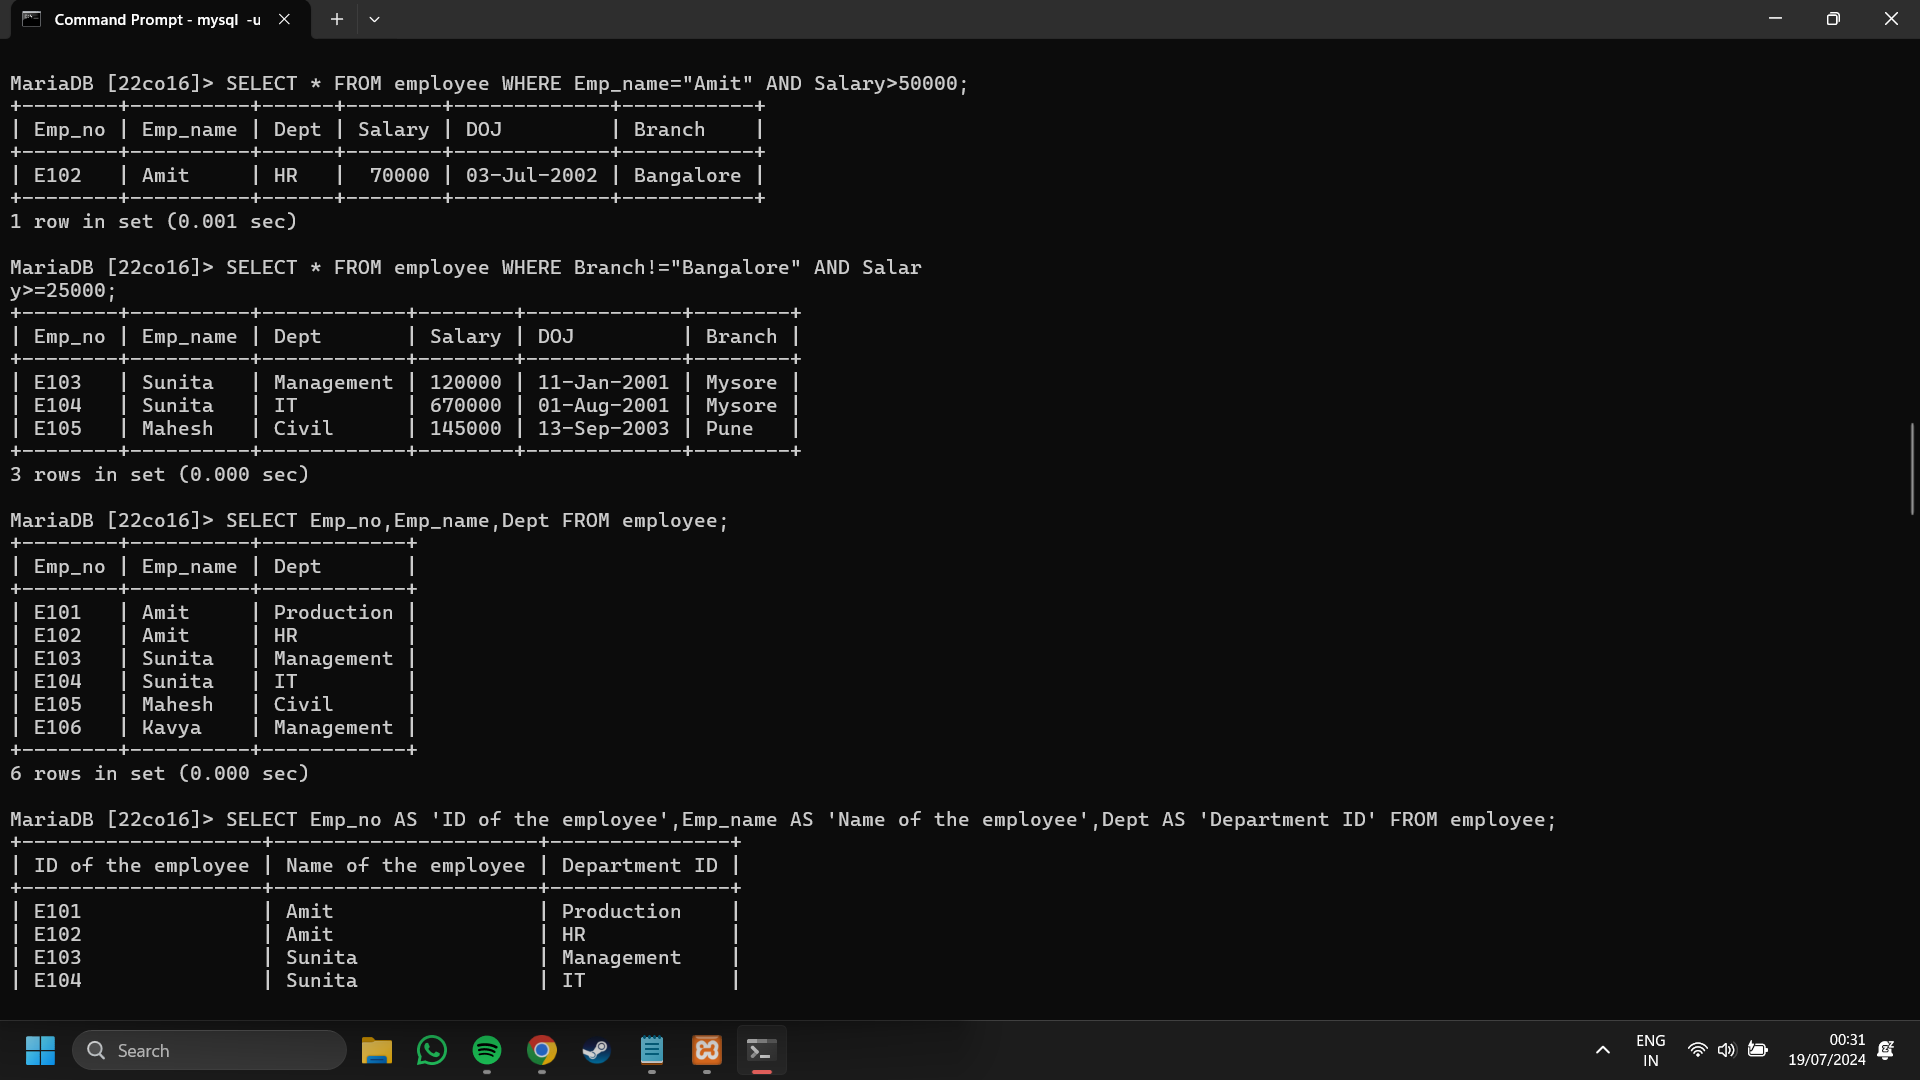 Command Prompt - mysql  -u
MariaDB [22co16]> SELECT * FROM employee WHERE Emp_name="Amit" AND Salary>50000;
+--------+----------+------+--------+-------------+-----------+
| Emp_no | Emp_name | Dept | Salary | DOJ         | Branch    |
+--------+----------+------+--------+-------------+-----------+
| E102   | Amit     | HR   |  70000 | 03-Jul-2002 | Bangalore |
+--------+----------+------+--------+-------------+-----------+
1 row in set (0.001 sec)
MariaDB [22co16]> SELECT * FROM employee WHERE Branch!="Bangalore" AND Salar
y>=25000;
+--------+----------+------------+--------+-------------+--------+
| Emp_no | Emp_name | Dept       | Salary | DOJ         | Branch |
+--------+----------+------------+--------+-------------+--------+
| E103   | Sunita   | Management | 120000 | 11-Jan-2001 | Mysore |
| E104   | Sunita   | IT         | 670000 | 01-Aug-2001 | Mysore |
| E105   | Mahesh   | Civil      | 145000 | 13-Sep-2003 | Pune   |
+--------+----------+------------+--------+-------------+--------+
3 rows in set (0.000 sec)
MariaDB [22co16]> SELECT Emp_no,Emp_name,Dept FROM employee;
+--------+----------+------------+
| Emp_no | Emp_name | Dept       |
+--------+----------+------------+
| E101   | Amit     | Production |
| E102   | Amit     | HR         |
| E103   | Sunita   | Management |
| E104   | Sunita   | IT         |
| E105   | Mahesh   | Civil      |
| E106   | Kavya    | Management |
+--------+----------+------------+
6 rows in set (0.000 sec)
MariaDB [22co16]> SELECT Emp_no AS 'ID of the employee',Emp_name AS 'Name of the employee',Dept AS 'Department ID' FROM employee;
+--------------------+----------------------+---------------+
| ID of the employee | Name of the employee | Department ID |
+--------------------+----------------------+---------------+
| E101               | Amit                 | Production    |
| E102               | Amit                 | HR            |
| E103               | Sunita               | Management    |
| E104               | Sunita               | IT            |
Search
ENG
IN
00:31
19/07/2024